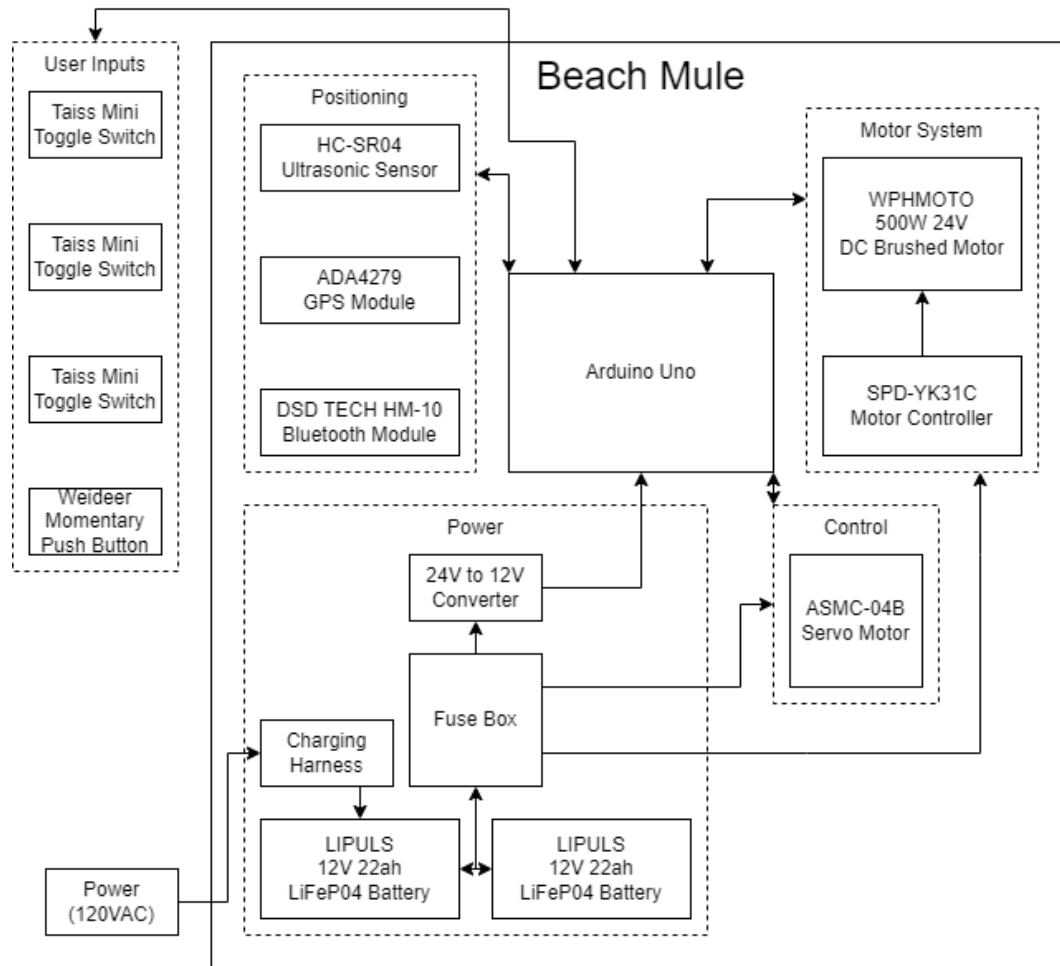 Beach Mule
User Inputs
Taiss Mini
Toggle Switch
Taiss Mini
Toggle Switch
Taiss Mini
Toggle Switch
Weideer
Momentary
Push Button
Positioning
HC-SR04
Ultrasonic Sensor
ADA4279
GPS Module
DSD TECH HM-10
Bluetooth Module
Arduino Uno
Motor System
WPHMOTO
500W 24V
DC Brushed Motor
SPD-YK31C
Motor Controller
Power
24V to 12V
Converter
Fuse Box
Charging
Harness
LIPULS
12V 22ah
LiFeP04 Battery
LIPULS
12V 22ah
LiFeP04 Battery
Control
ASMC-04B
Servo Motor
Power
(120VAC)